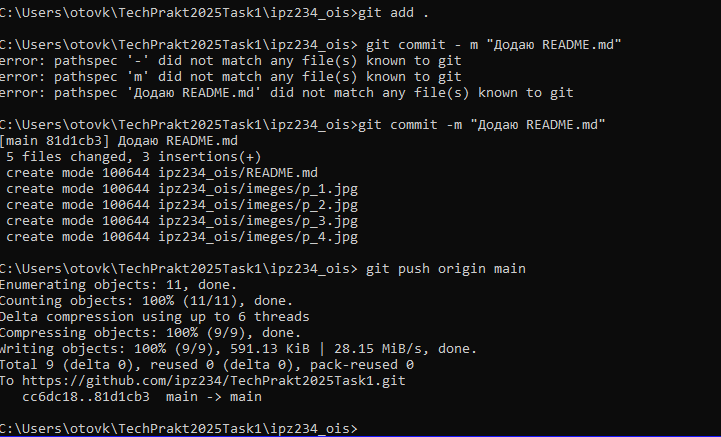 C:\Users\otovk\TechPrakt2025Task1\ipz234_ois>git add .
C:\Users\otovk\TechPrakt2025Task1\ipz234_ois> git commit - m "Додаю README.md"
error: pathspec '-' did not match any file(s) known to git
error: pathspec 'm' did not match any file(s) known to git
error: pathspec 'Додаю README.md' did not match any file(s) known to git
C:\Users\otovk\TechPrakt2025Task1\ipz234_ois>git commit -m "Додаю README.md"
[main 81d1cb3] Додаю README.md
5 files changed, 3 insertions(+)
create mode 100644 ipz234_ois/README.md
create mode 100644 ipz234_ois/imeges/p_1.jpg
create mode 100644 ipz234_ois/imeges/p_2.jpg
create mode 100644 ipz234_ois/imeges/p_3.jpg
create mode 100644 ipz234_ois/imeges/p_4.jpg
C:\Users\otovk\TechPrakt2025Task1\ipz234_ois> git push origin main
Enumerating objects: 11, done.
Counting objects: 100% (11/11), done.
Delta compression using up to 6 threads
Compressing objects: 100% (9/9), done.
Writing objects: 100% (9/9), 591.13 KiB | 28.15 MiB/s, done.
Total 9 (delta 0), reused 0 (delta 0), pack-reused 0
To https://github.com/ipz234/TechPrakt2025Task1.git
cc6dc18..81d1cb3  main -> main
C:\Users\otovk\TechPrakt2025Task1\ipz234_ois>